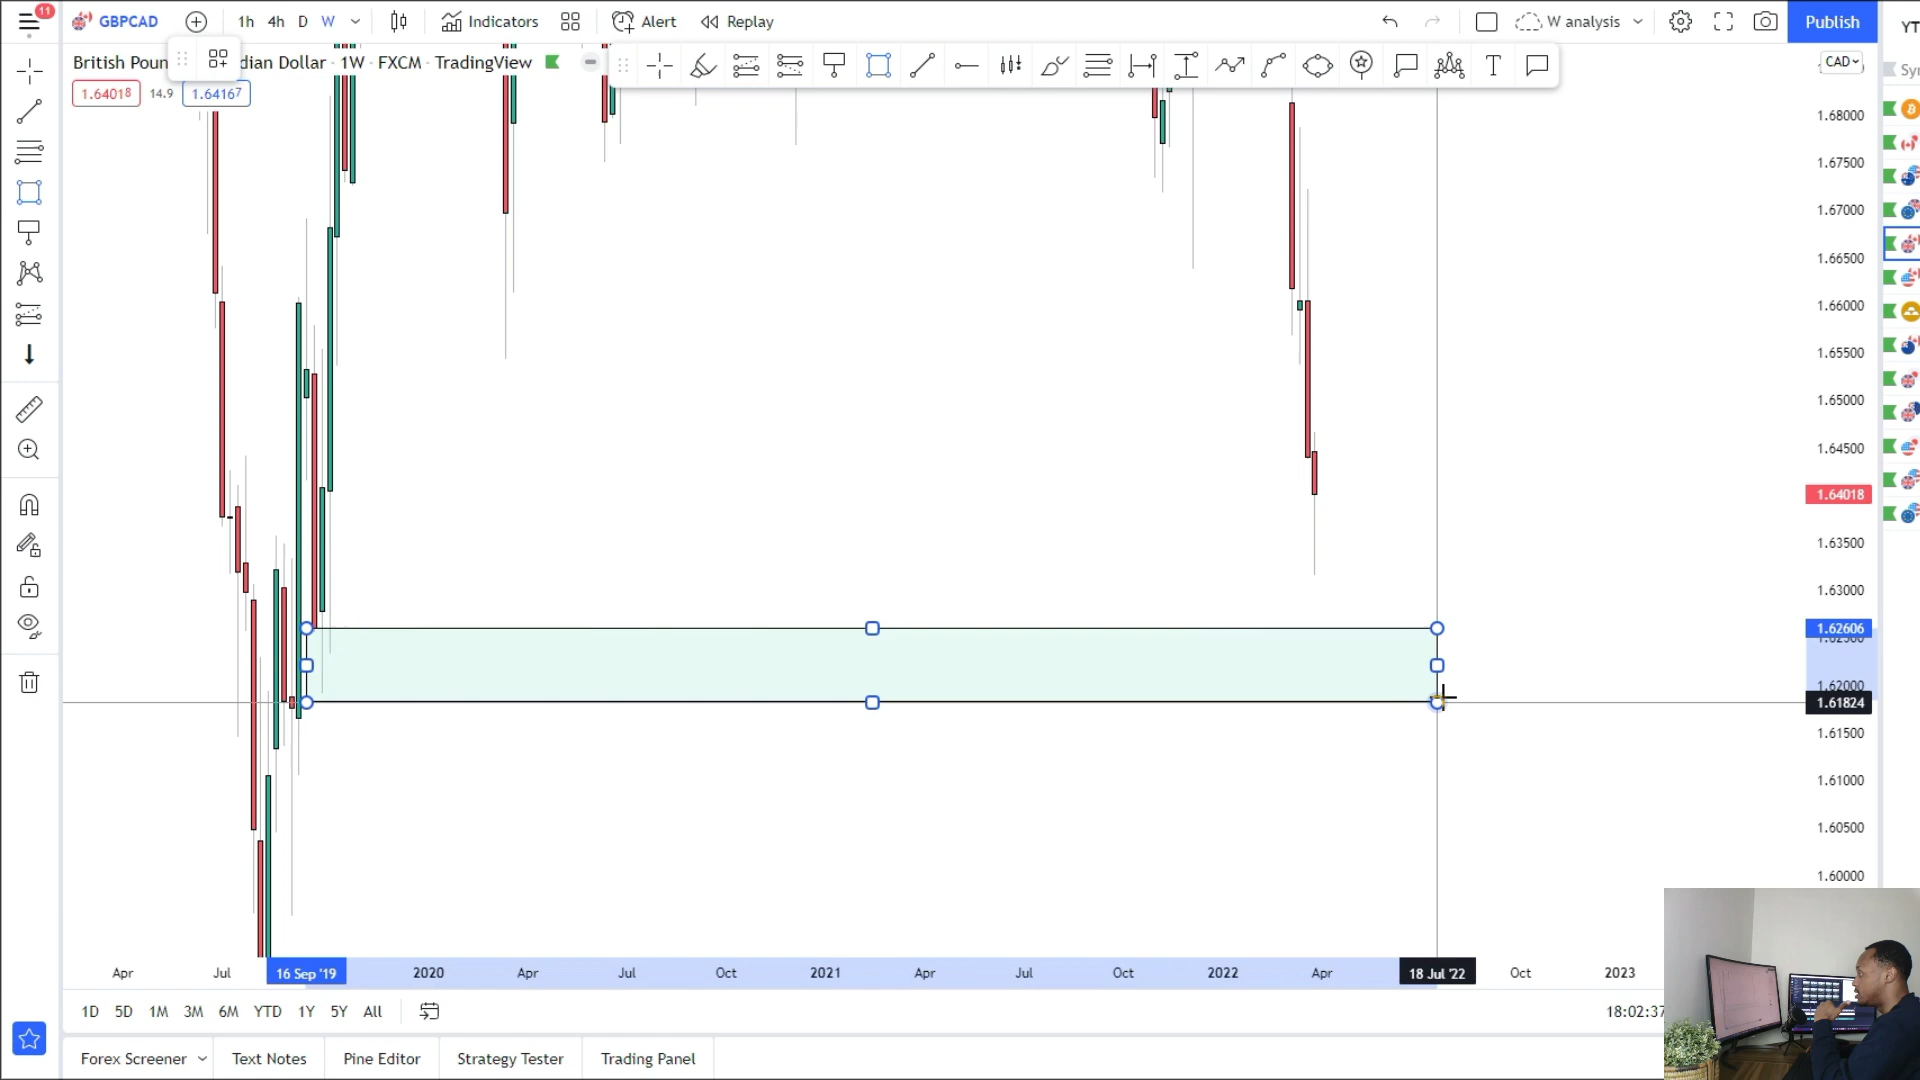 11
GBPCAD
1h 4h D W
Indicators
Alert
Replay
W analysis
Publish
YT
British Poun dian Dollar · 1W · FXCM · TradingView
CAD
1.64018 14.9 1.64167
1.68000
1.67500
1.67000
1.66500
1.66000
1.65500
1.65000
1.64500
1.64018
1.63500
1.63000
1.62606
1.62000
1.61824
1.61500
1.61000
1.60500
1.60000
Apr Jul 16 Sep '19 2020 Apr Jul Oct 2021 Apr Jul Oct 2022 Apr 18 Jul '22 Oct 2023
1D 5D 1M 3M 6M YTD 1Y 5Y All
18:02:37
Forex Screener Text Notes Pine Editor Strategy Tester Trading Panel